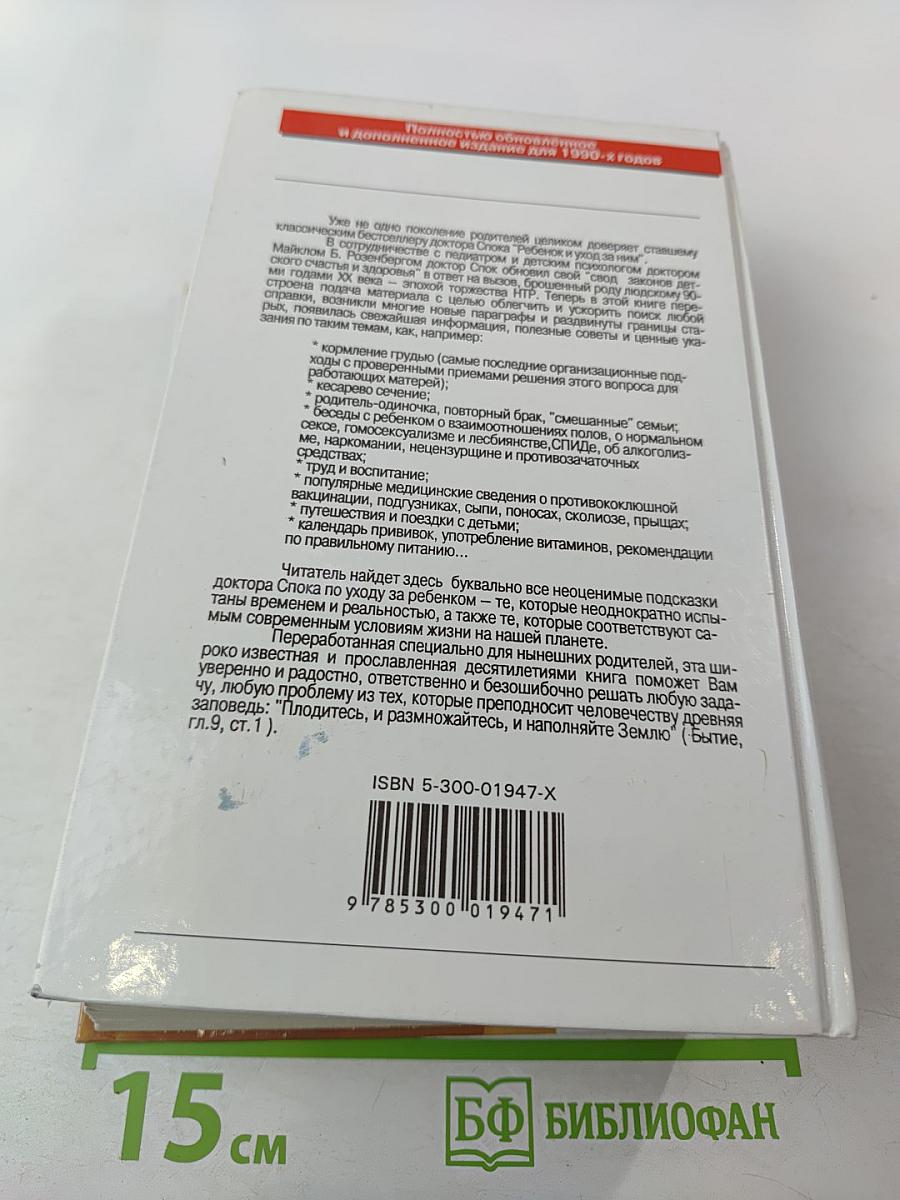 Полностью обновлённое
и дополненное издание для 1990-х годов
Уже не одно поколение родителей целиком доверяет ставшему
классическим бестселлеру доктора Спока "Ребенок и уход за ним".
В сотрудничестве с педиатром и детским психологом доктором
Майклом Б. Розенбергом доктор Спок обновил свой "свод законов дет-
ского счастья и здоровья" в ответ на вызов, брошенный роду людскому 90-
ми годами XX века – эпохой торжества НТР. Теперь в этой книге пере-
строена подача материала с целью облегчить и ускорить поиск любой
справки, возникли многие новые параграфы и раздвинуты границы ста-
рых, появилась свежайшая информация, полезные советы и ценные ука-
зания по таким темам, как, например:
* кормление грудью (самые последние организационные под-
ходы с проверенными приемами решения этого вопроса для
работающих матерей);
* кесарево сечение;
* родитель-одиночка, повторный брак, "смешанные" семьи;
* беседы с ребенком о взаимоотношениях полов, о нормальном
сексе, гомосексуализме и лесбиянстве,СПИДе, об алкоголиз-
ме, наркомании, нецензурщине и противозачаточных
средствах;
* труд и воспитание;
* популярные медицинские сведения о противококлюшной
вакцинации, подгузниках, сыпи, поносах, сколиозе, прыщах;
* путешествия и поездки с детьми;
* календарь прививок, употребление витаминов, рекомендации
по правильному питанию...
Читатель найдет здесь буквально все неоценимые подсказки
доктора Спока по уходу за ребенком – те, которые неоднократно испы-
таны временем и реальностью, а также те, которые соответствуют са-
мым современным условиям жизни на нашей планете.
Переработанная специально для нынешних родителей, эта ши-
роко известная и прославленная десятилетиями книга поможет Вам
уверенно и радостно, ответственно и безошибочно решать любую зада-
чу, любую проблему из тех, которые преподносит человечеству древняя
заповедь: "Плодитесь, и размножайтесь, и наполняйте Землю" ( Бытие,
гл.9, ст.1 ).
ISBN 5-300-01947-X
9 785300 019471
15 см
БФ БИБЛИОФАН